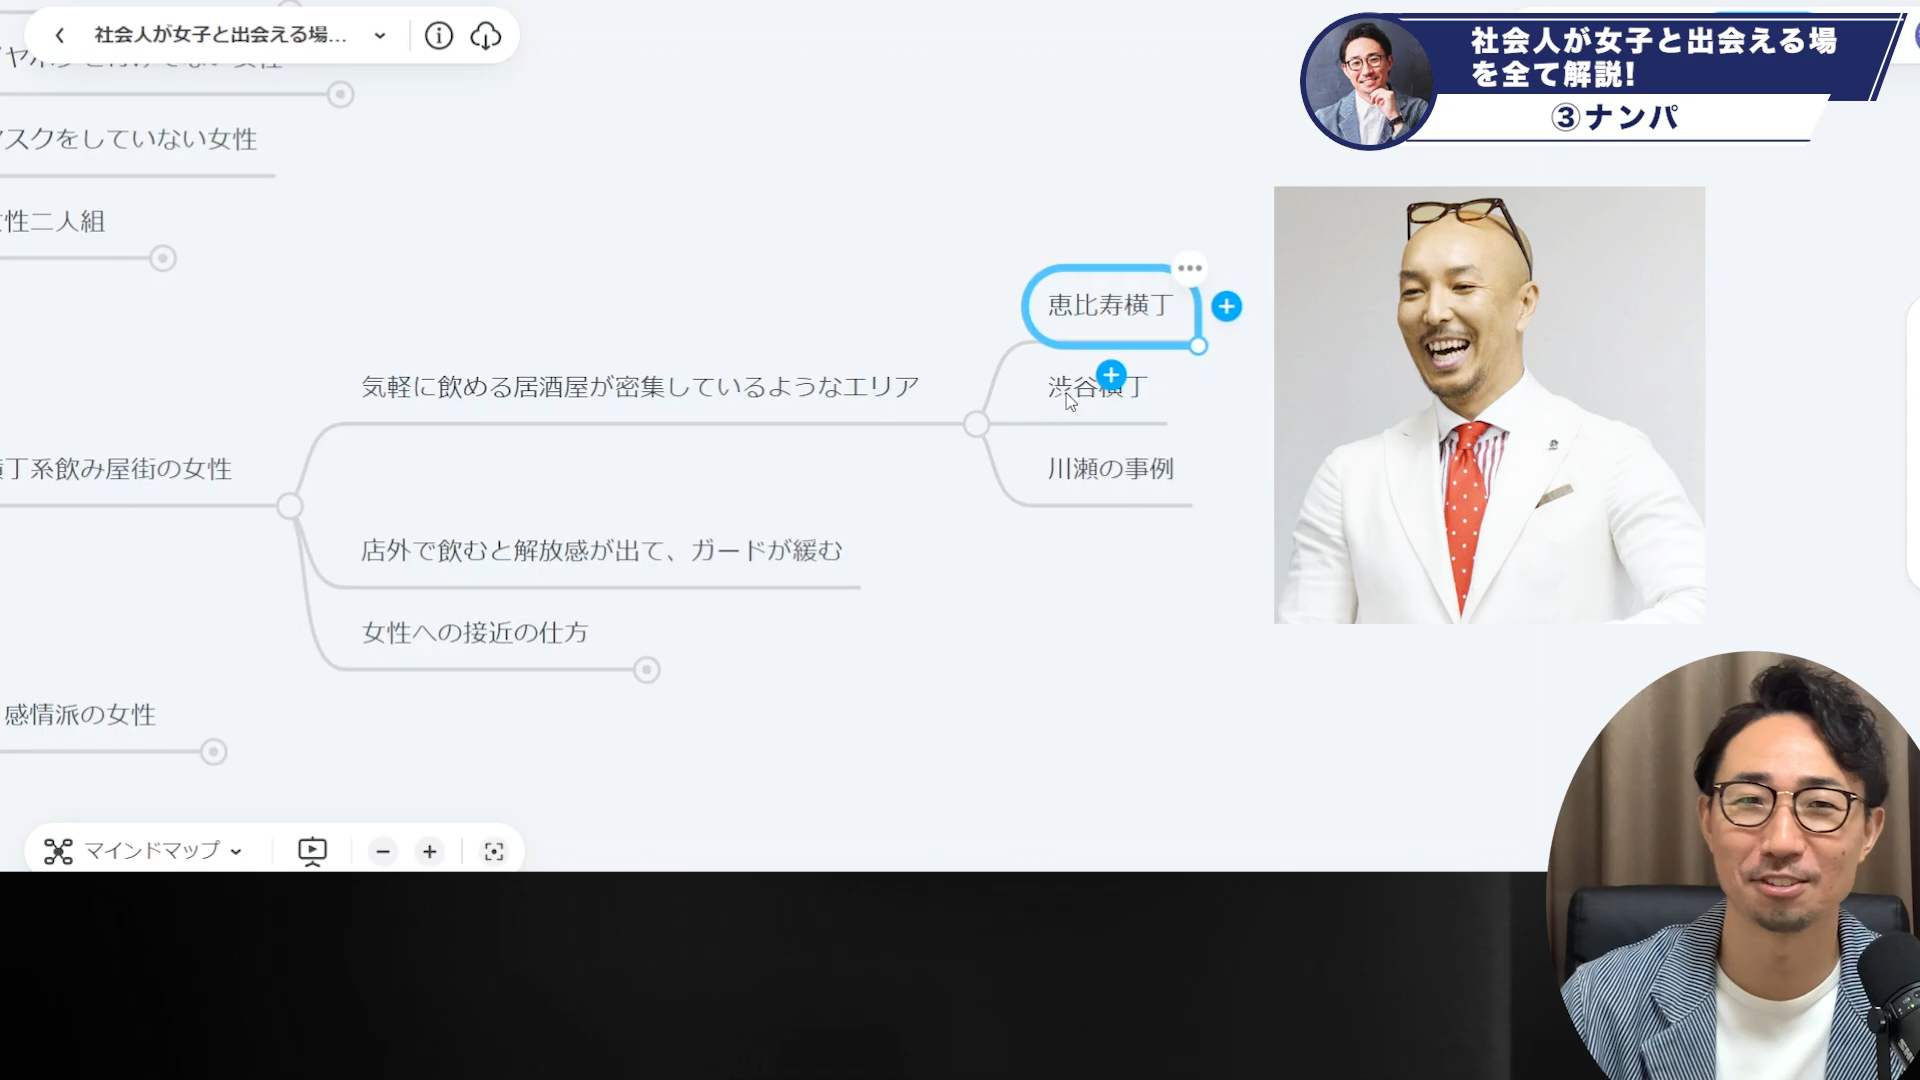 社会人が女子と出会える場...
社会人が女子と出会える場
を全て解説!
③ナンパ
スクをしていない女性
性二人組
恵比寿横丁
気軽に飲める居酒屋が密集しているようなエリア
渋谷横丁
川瀬の事例
丁系飲み屋街の女性
店外で飲むと解放感が出て、ガードが緩む
女性への接近の仕方
感情派の女性
マインドマップ